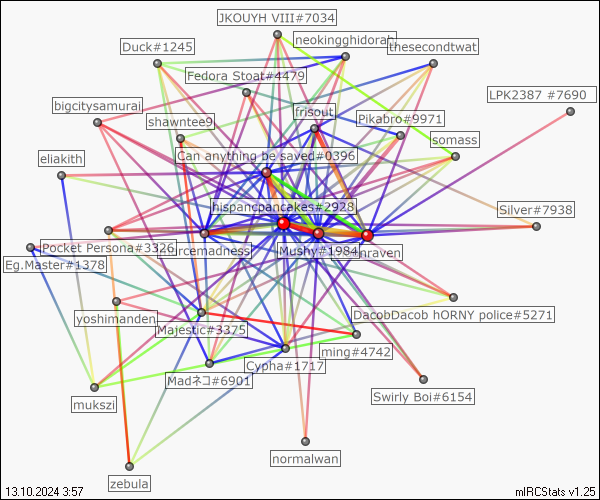 JKOUYH VIII#7034
neokingghidorah
Duck#1245
thesecondtwat
Fedora Stoat#4479
LPK2387 #7690
bigcitysamurai
frisout
shawntee9
Pikabro#9971
somass
eliakith
Can anything be saved#0396
hispancpancakes#2928
Silver#7938
Pocket Persona#3326
Mushy#1984
Eg.Master#1378
yoshimanden
DacobDacob hORNY police#5271
Majestic#3375
ming#4742
Cypha#1717
Madネコ#6901
Swirly Boi#6154
mukszi
normalwan
zebula
13.10.2024 3:57
mIRCStats v1.25